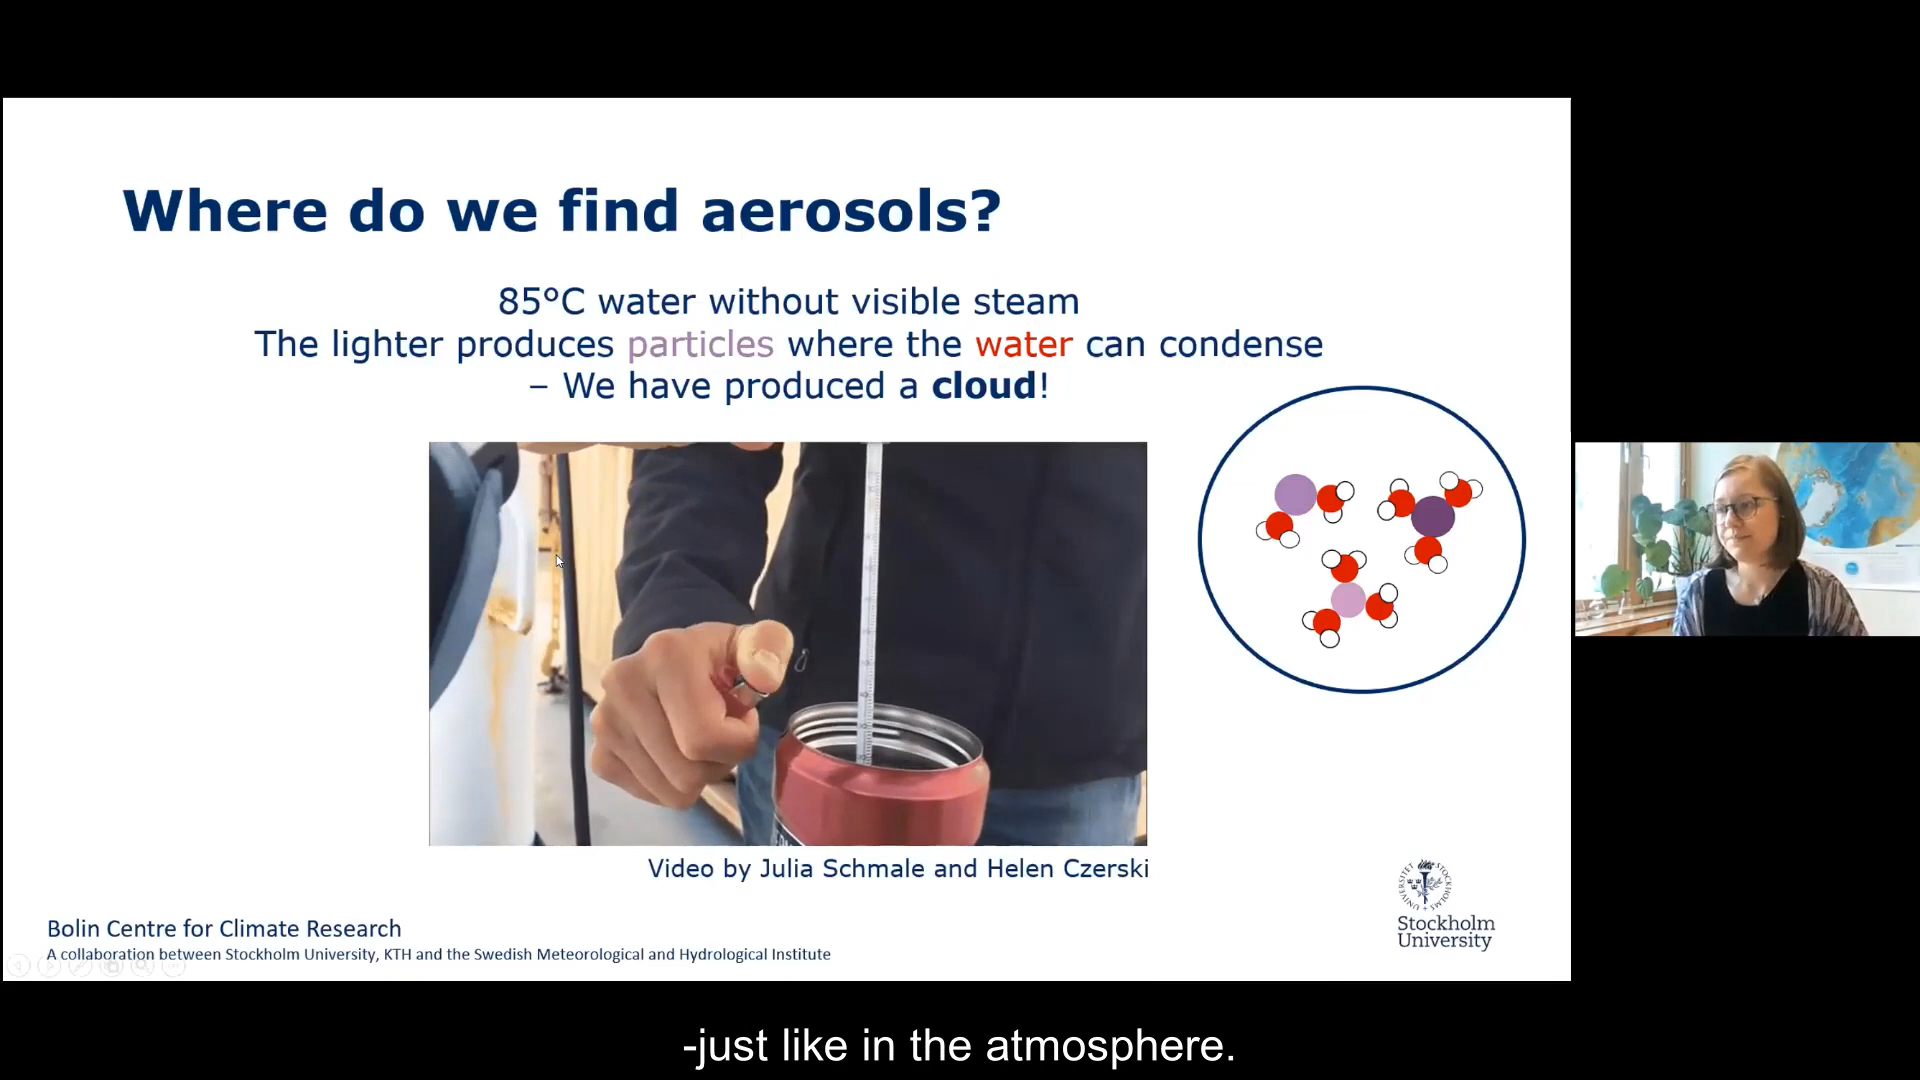 Where do we find aerosols?
85°C water without visible steam
The lighter produces particles where the water can condense
– We have produced a cloud!
Video by Julia Schmale and Helen Czerski
Bolin Centre for Climate Research
A collaboration between Stockholm University, KTH and the Swedish Meteorological and Hydrological Institute
Stockholm
University
-just like in the atmosphere.